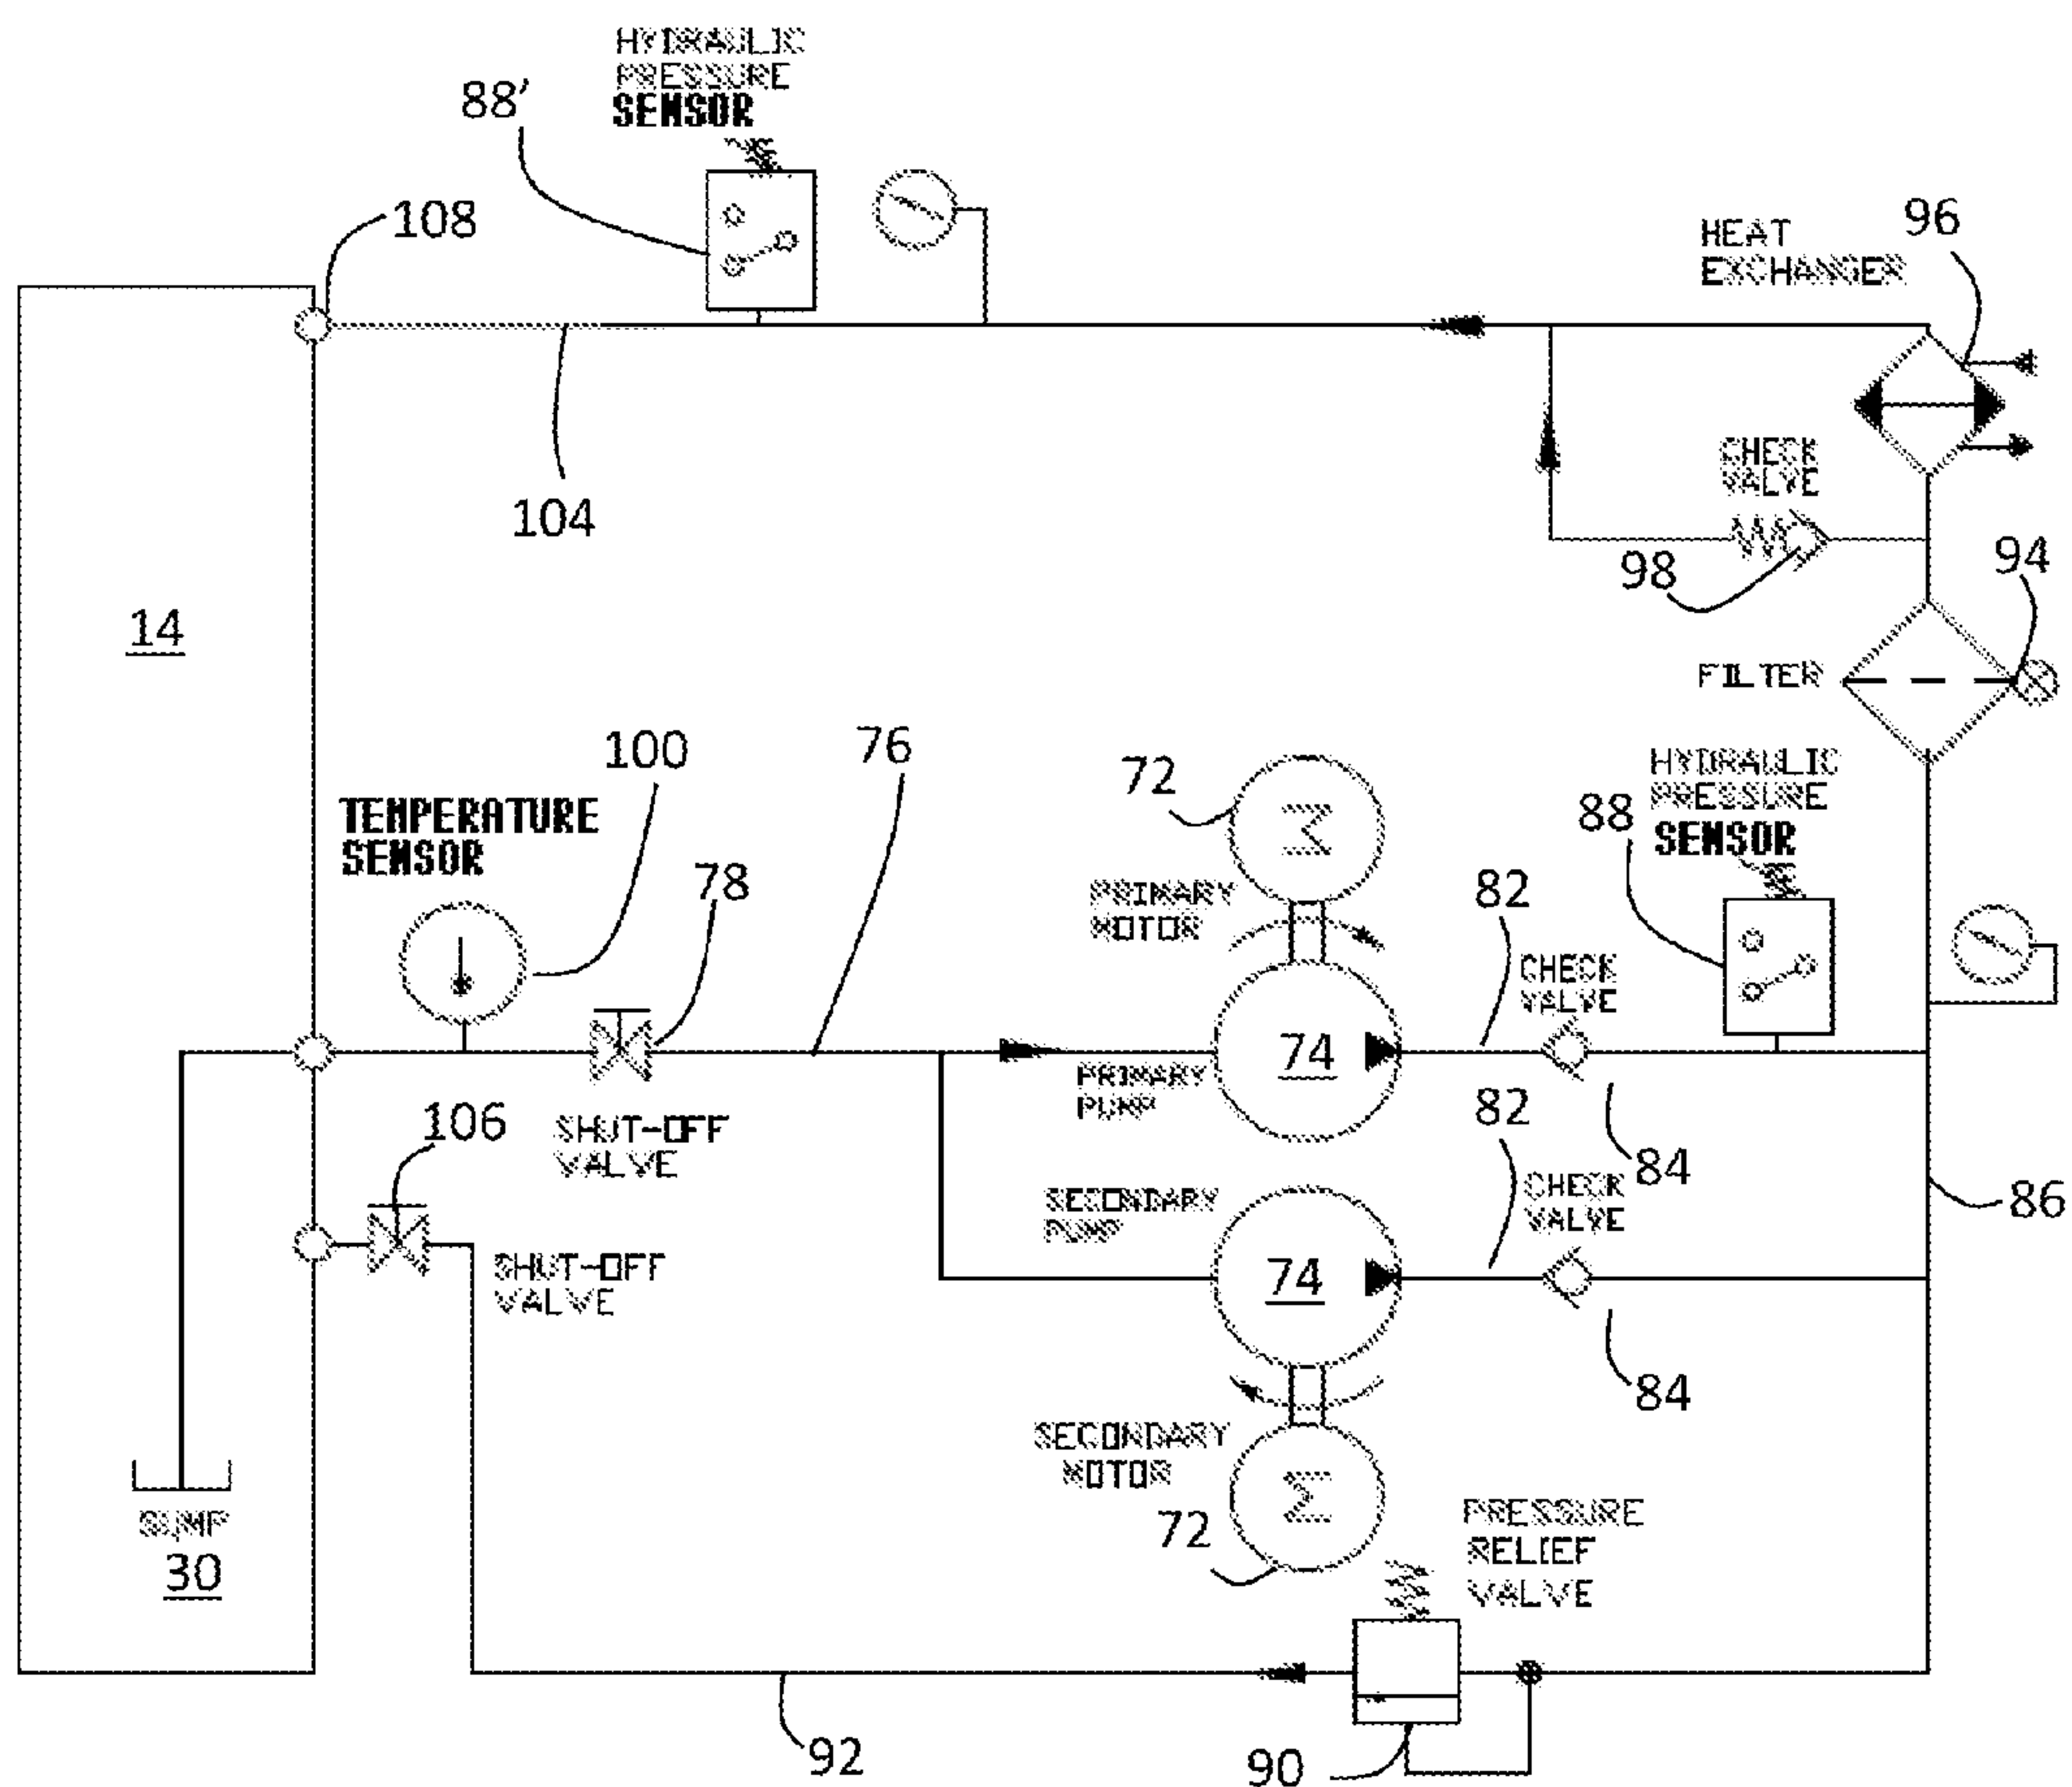 HYDRAULIC
PRESSURE
SENSOR
88'
108
HEAT
EXCHANGER
96
104
CHECK
VALVE
98
94
14
FILTER
100
76
72
HYDRAULIC
PRESSURE
SENSOR
88
TEMPERATURE
SENSOR
78
PRIMARY
MOTOR
82
CHECK
VALVE
74
PRIMARY
PUMP
82
84
106
SHUT-OFF
VALVE
SECONDARY
PUMP
CHECK
VALVE
86
SHUT-OFF
VALVE
74
84
SECONDARY
MOTOR
72
SUMP
30
PRESSURE
RELIEF
VALVE
92
90